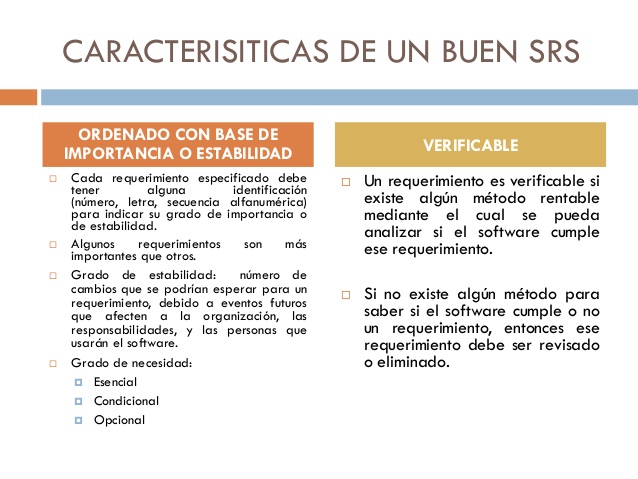 CARACTERISITICAS DE UN BUEN SRS
ORDENADO CON BASE DE
IMPORTANCIA O ESTABILIDAD
Cada requerimiento especificado debe
tener alguna identificación
(número, letra, secuencia alfanumérica)
para indicar su grado de importancia o
de estabilidad.
Algunos requerimientos son más
importantes que otros.
Grado de estabilidad: número de
cambios que se podrían esperar para un
requerimiento, debido a eventos futuros
que afecten a la organización, las
responsabilidades, y las personas que
usarán el software.
Grado de necesidad:
Esencial
Condicional
Opcional
VERIFICABLE
Un requerimiento es verificable si
existe algún método rentable
mediante el cual se pueda
analizar si el software cumple
ese requerimiento.
Si no existe algún método para
saber si el software cumple o no
un requerimiento, entonces ese
requerimiento debe ser revisado
o eliminado.